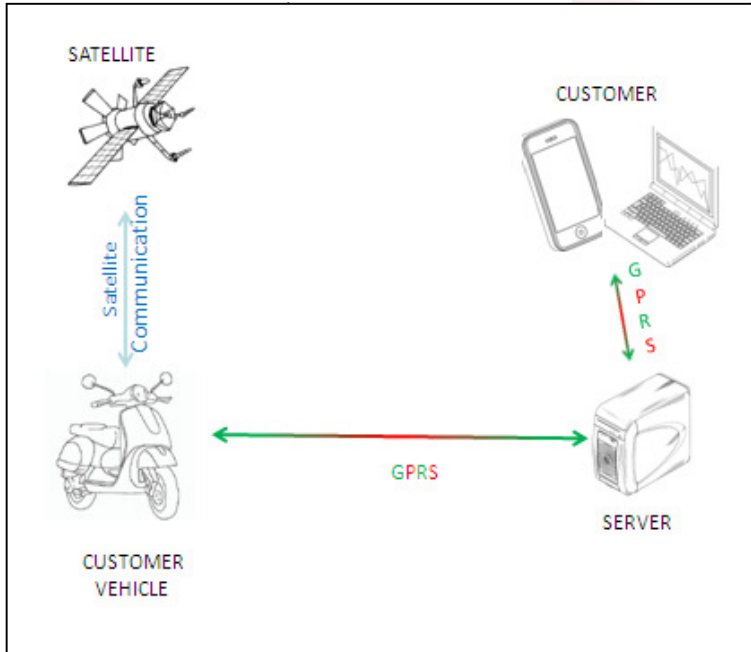 SATELLITE
CUSTOMER
Satellite
Communication
G
P
R
S
GPRS
SERVER
CUSTOMER
VEHICLE